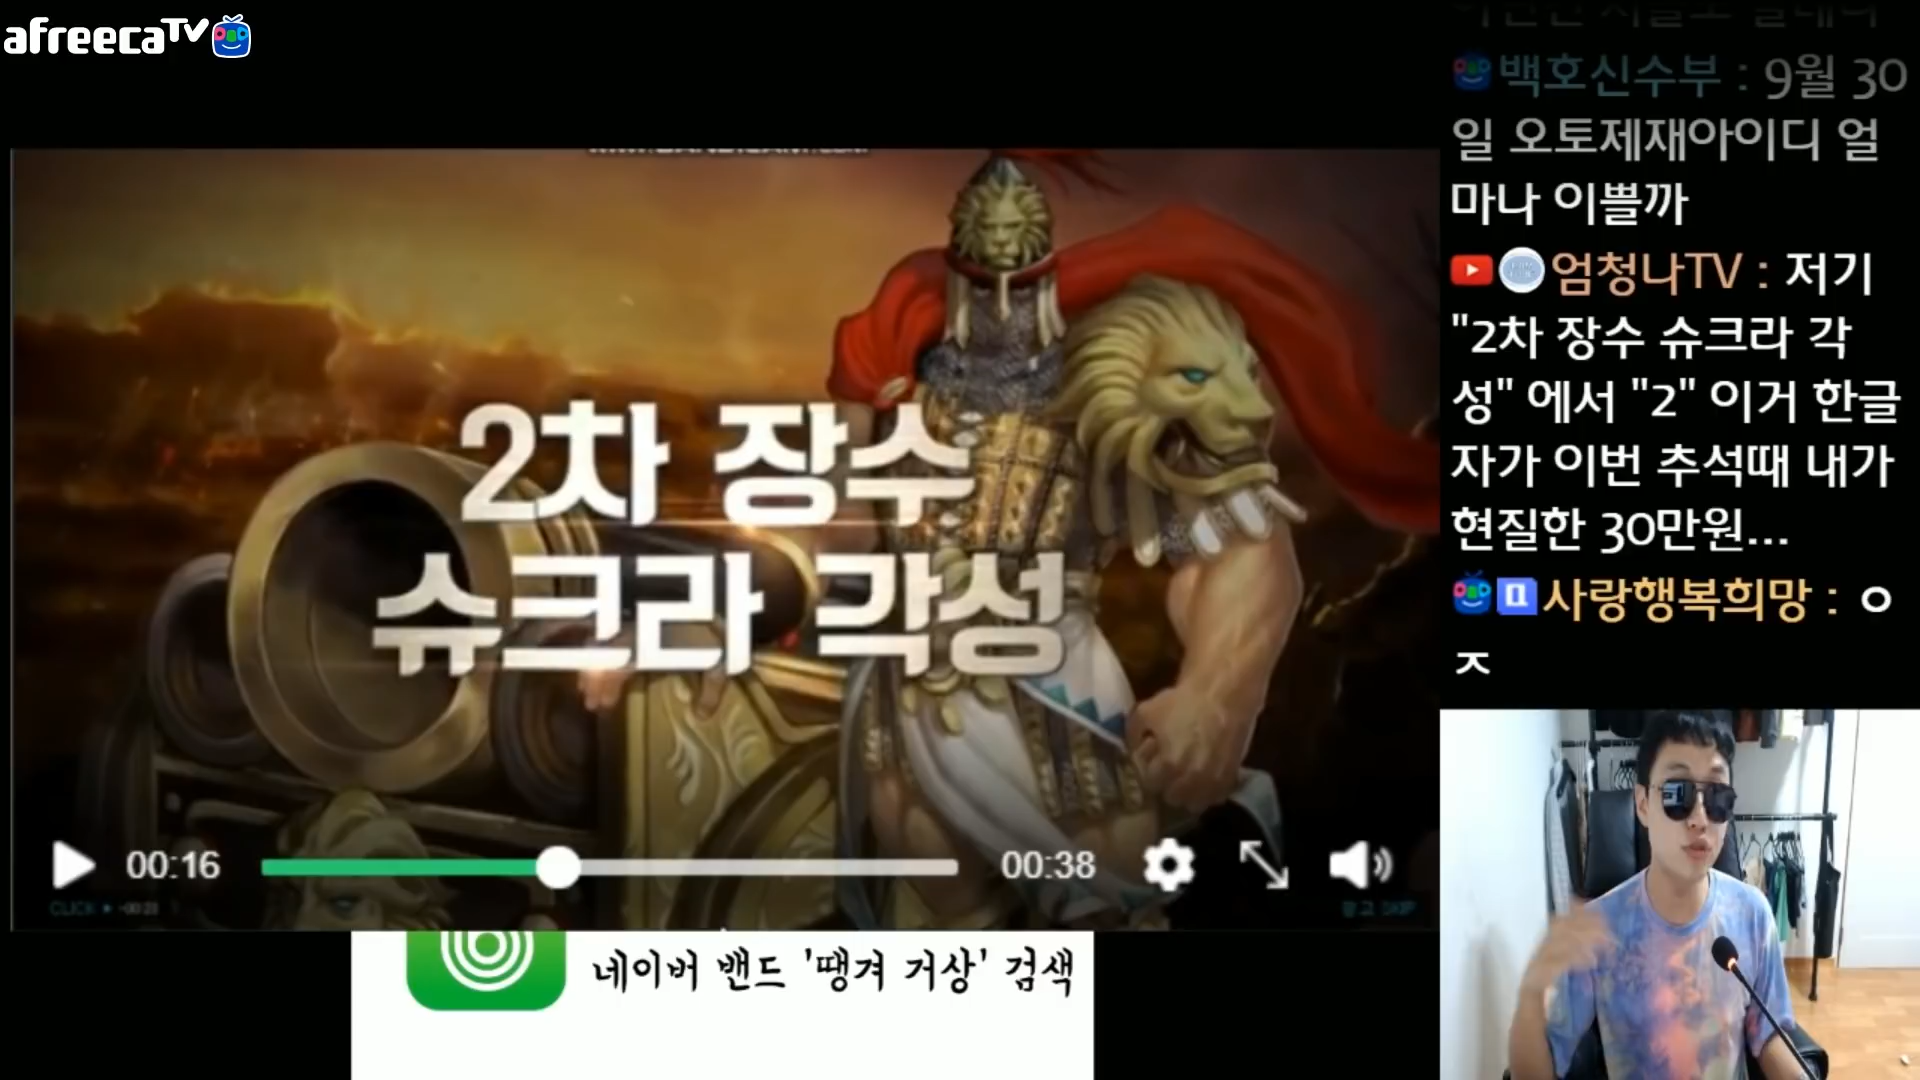 afreecaTV
백호신수부 : 9월 30
일 오토제재아이디 얼
마나 이쁠까
엄청나TV : 저기
"2차 장수 슈크라 각
성" 에서 "2" 이거 한글
자가 이번 추석때 내가
현질한 30만원...
사랑행복희망 : ㅇ
ㅈ
2차 장수
슈크라 각성
00:16
00:38
CLICK
광고 SKIP
네이버 밴드 '땡겨 거상' 검색